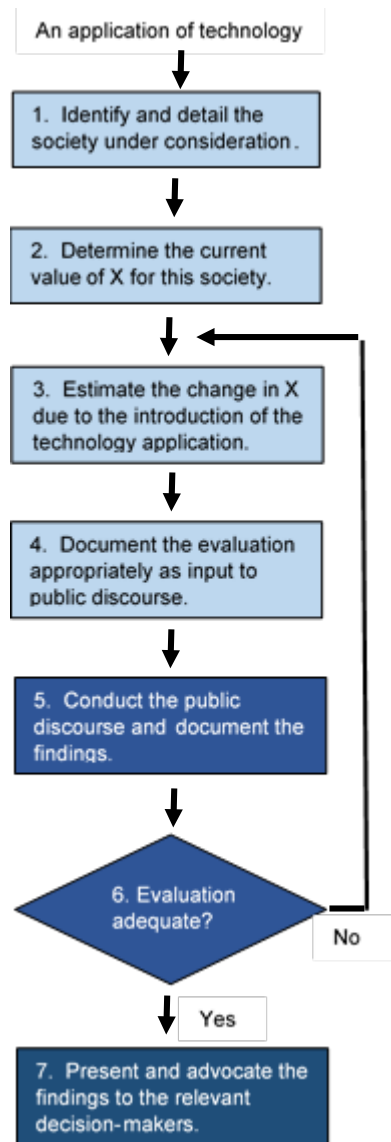 An application of technology
1. Identify and detail the
society under consideration.
2. Determine the current
value of X for this society.
3. Estimate the change in X
due to the introduction of the
technology application.
4. Document the evaluation
appropriately as input to
public discourse.
5. Conduct the public
discourse and document the
findings.
6. Evaluation
adequate?
No
Yes
7. Present and advocate the
findings to the relevant
decision-makers.